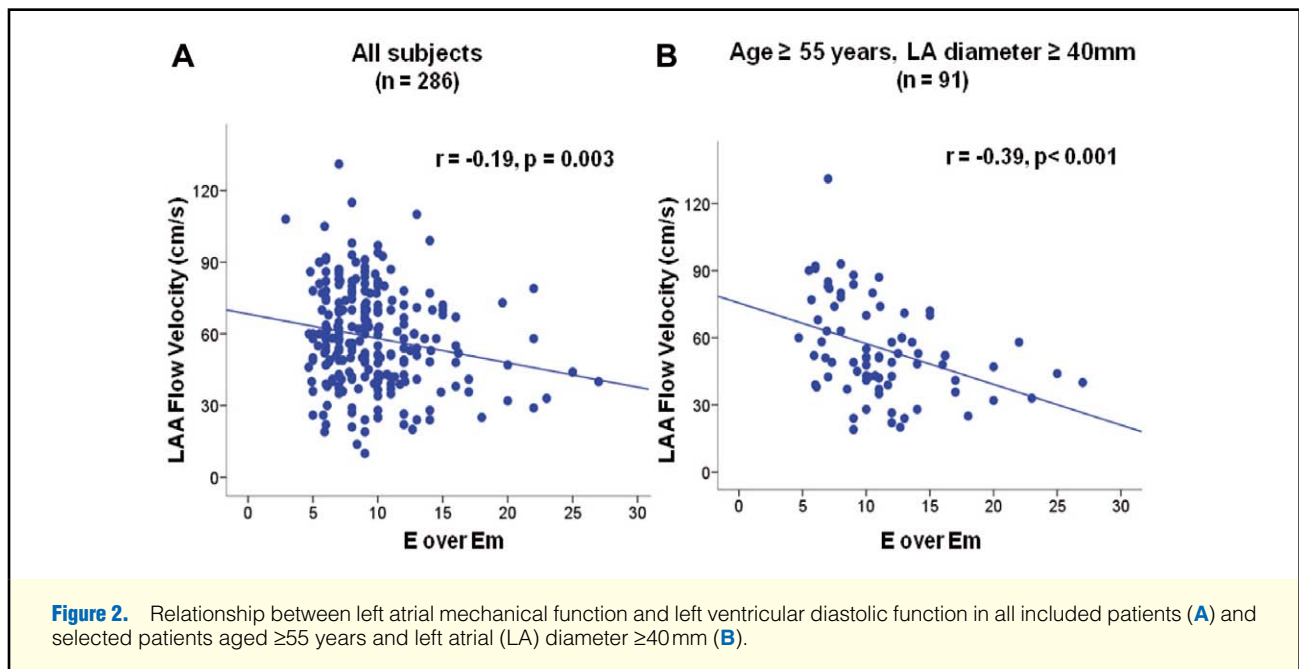 A
All subjects
(n = 286)
r = -0.19, p = 0.003
LAA Flow Velocity (cm/s)
120
90
60
30
0
0 5 10 15 20 25 30
E over Em
B
Age ≥ 55 years, LA diameter ≥ 40mm
(n = 91)
r = -0.39, p< 0.001
LAA Flow Velocity (cm/s)
120
90
60
30
0
0 5 10 15 20 25 30
E over Em
Figure 2. Relationship between left atrial mechanical function and left ventricular diastolic function in all included patients (A) and
selected patients aged ≥55 years and left atrial (LA) diameter ≥40 mm (B).